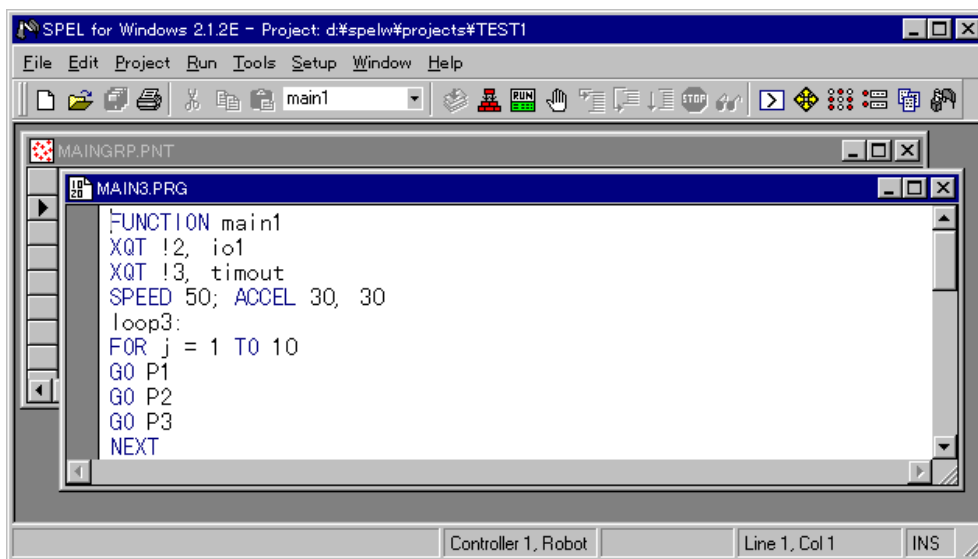 SPEL for Windows 2.1.2E - Project: d:¥spelw¥projects¥TEST1
File Edit Project Run Tools Setup Window Help
main1
RUN
STOP
MAINGRP.PNT
MAIN3.PRG
FUNCTION main1
XQT !2, io1
XQT !3, timout
SPEED 50; ACCEL 30, 30
loop3:
FOR j = 1 TO 10
GO P1
GO P2
GO P3
NEXT
Controller 1, Robot
Line 1, Col 1
INS